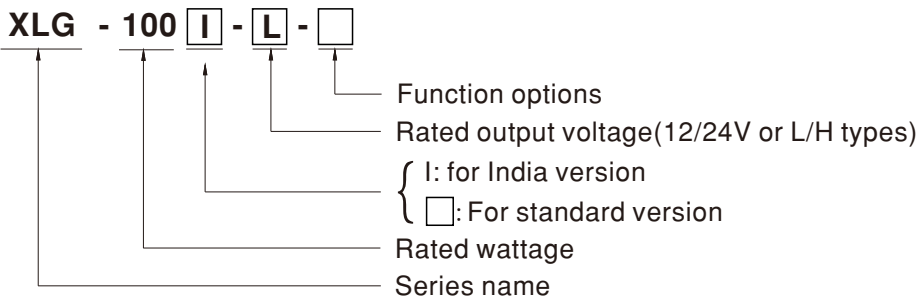 XLG - 100 I - L - □
Function options
Rated output voltage(12/24V or L/H types)
I: for India version
□: For standard version
Rated wattage
Series name